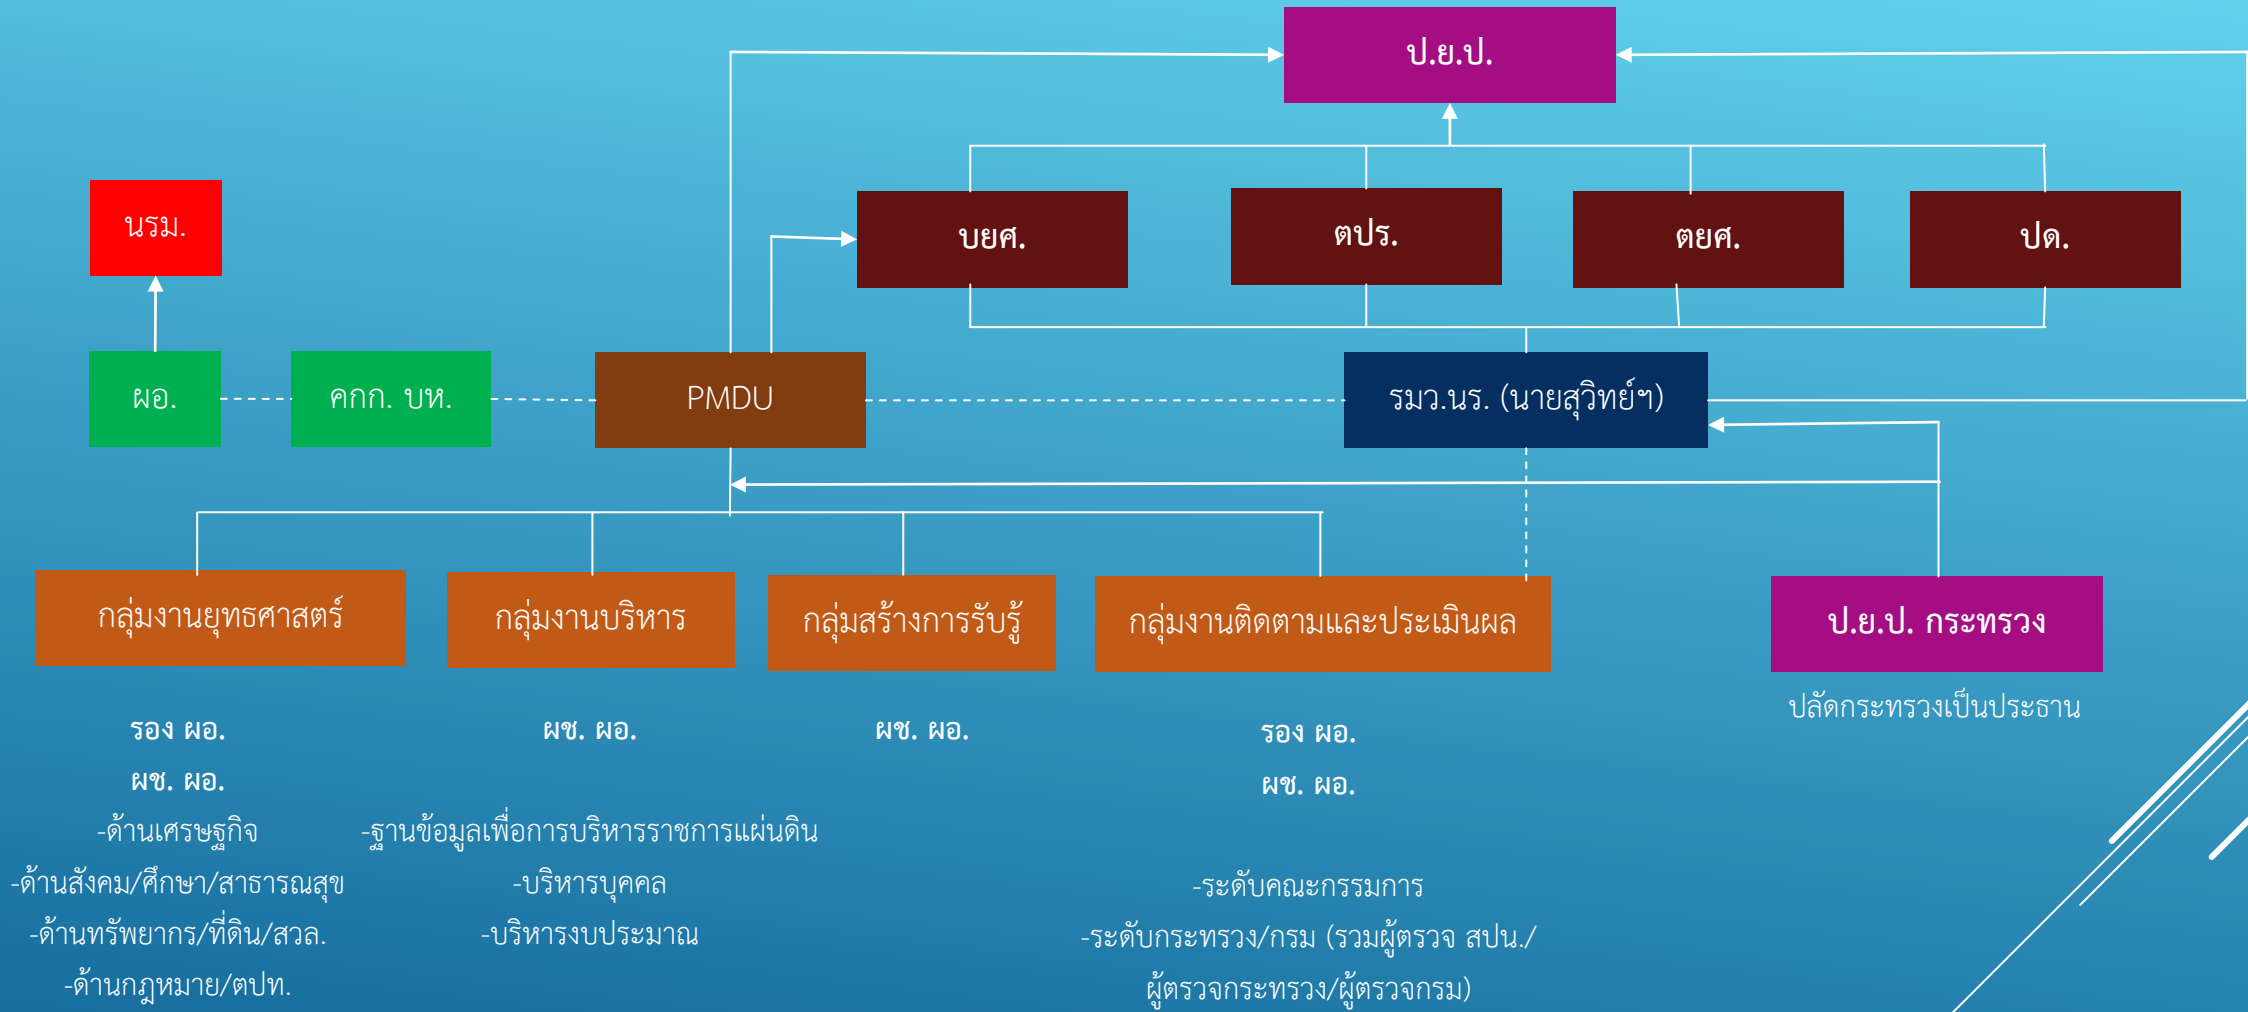 ป.ย.ป.
นรม.
บยศ.
ตปร.
ตยศ.
ปด.
ผอ.
คกก. บห.
PMDU
รมว.นร. (นายสุวิทย์ฯ)
กลุ่มงานยุทธศาสตร์
กลุ่มงานบริหาร
กลุ่มสร้างการรับรู้
กลุ่มงานติดตามและประเมินผล
ป.ย.ป. กระทรวง
ปลัดกระทรวงเป็นประธาน
รอง ผอ.
ผช. ผอ.
-ด้านเศรษฐกิจ
-ด้านสังคม/ศึกษา/สาธารณสุข
-ด้านทรัพยากร/ที่ดิน/สวล.
-ด้านกฎหมาย/ตปท.
ผช. ผอ.
-ฐานข้อมูลเพื่อการบริหารราชการแผ่นดิน
-บริหารบุคคล
-บริหารงบประมาณ
ผช. ผอ.
รอง ผอ.
ผช. ผอ.
-ระดับคณะกรรมการ
-ระดับกระทรวง/กรม (รวมผู้ตรวจ สปน./
ผู้ตรวจกระทรวง/ผู้ตรวจกรม)